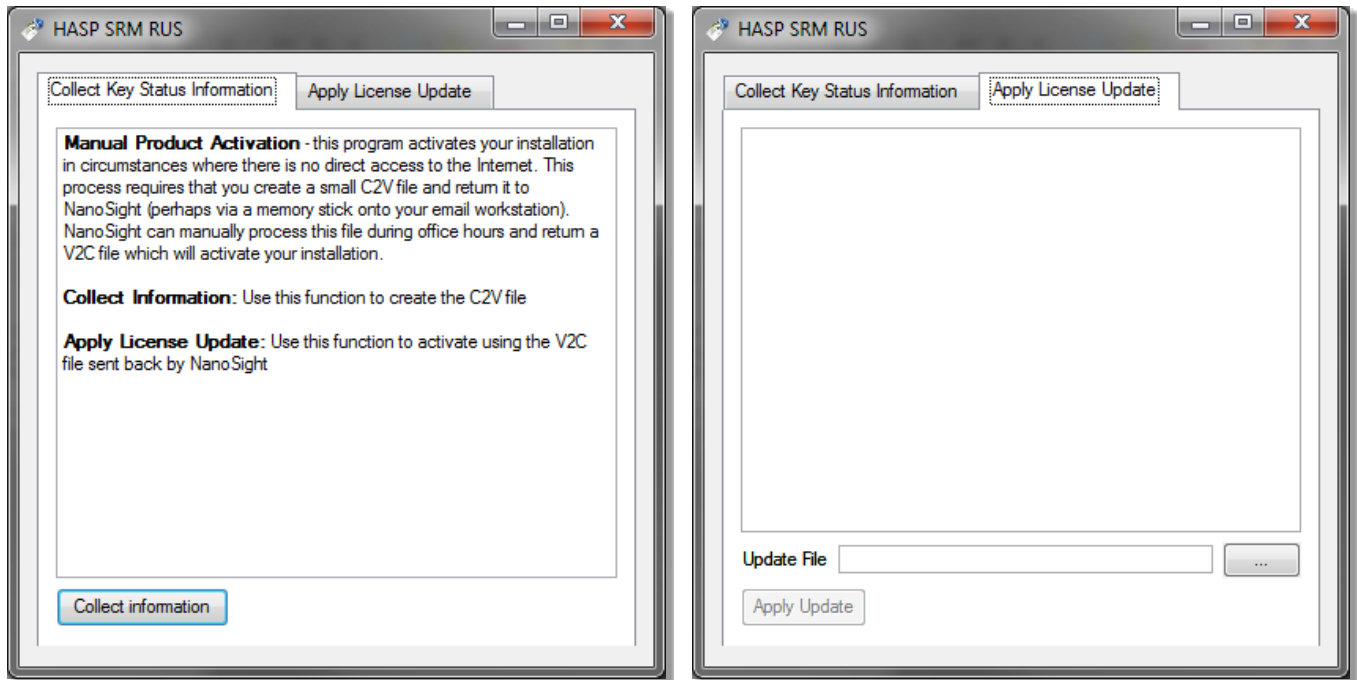 HASP SRM RUS
Collect Key Status Information
Apply License Update
Manual Product Activation - this program activates your installation
in circumstances where there is no direct access to the Internet. This
process requires that you create a small C2V file and return it to
NanoSight (perhaps via a memory stick onto your email workstation).
NanoSight can manually process this file during office hours and return a
V2C file which will activate your installation.
Collect Information: Use this function to create the C2V file
Apply License Update: Use this function to activate using the V2C
file sent back by NanoSight
Collect information
HASP SRM RUS
Collect Key Status Information
Apply License Update
Update File
...
Apply Update